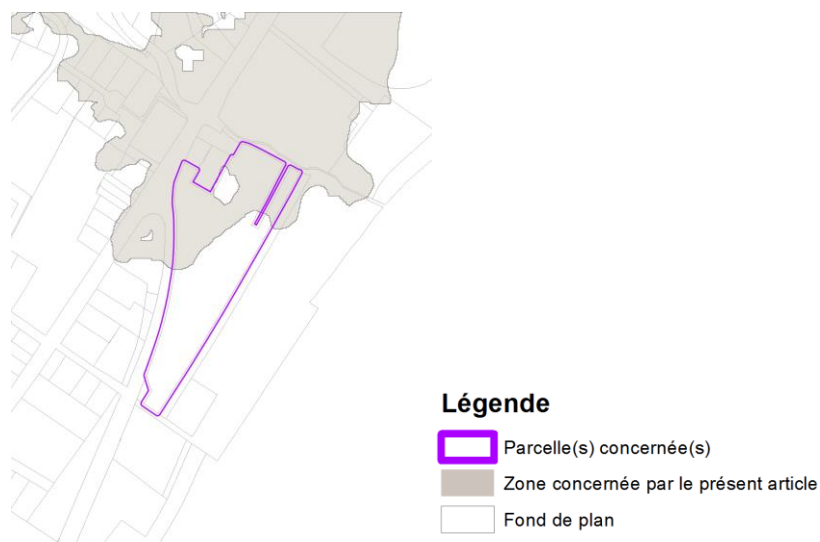 Légende
Parcelle(s) concernée(s)
Zone concernée par le présent article
Fond de plan